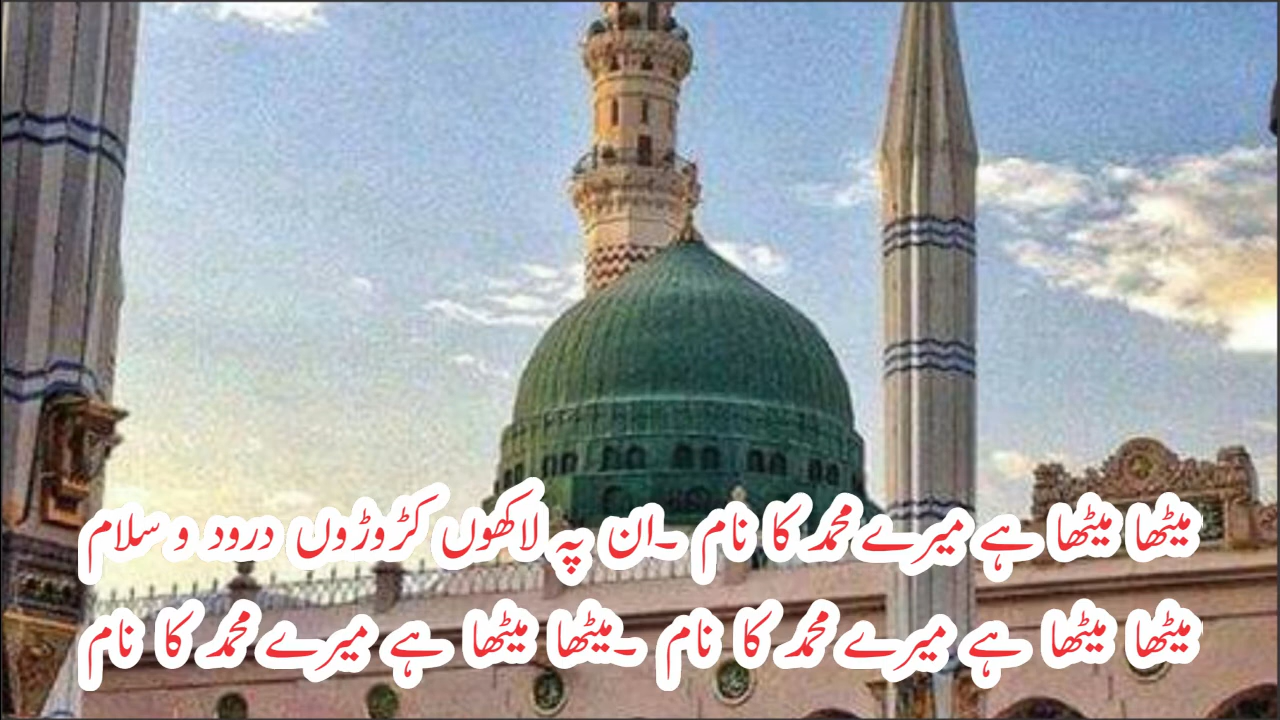 میٹھا میٹھا ہے میرے محمد کا نام ۔ان پہ لاکھوں کڑوڑوں درود و سلام
میٹھا میٹھا ہے میرے محمد کا نام ۔میٹھا میٹھا ہے میرے محمد کا نام